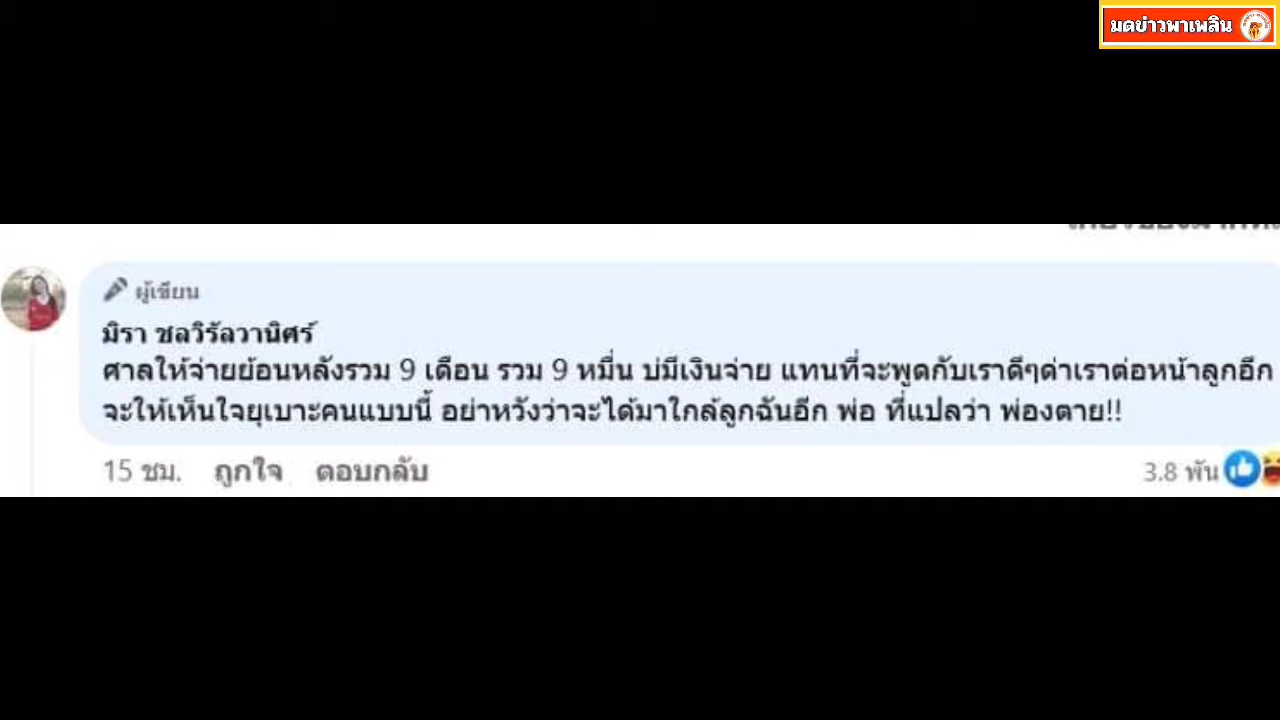 มดข่าวพาเพลิน
ผู้เขียน
มิรา ชลวิรัลวานิศร์
ศาลให้จ่ายย้อนหลังรวม 9 เดือน รวม 9 หมื่น บ่มีเงินจ่าย แทนที่จะพูดกับเราดีๆด่าเราต่อหน้าลูกอีก
จะให้เห็นใจยุเบาะคนแบบนี้ อย่าหวังว่าจะได้มาใกล้ลูกฉันอีก พ่อ ที่แปลว่า พ่องตาย!!
15 ชม. ถูกใจ ตอบกลับ 3.8 พัน